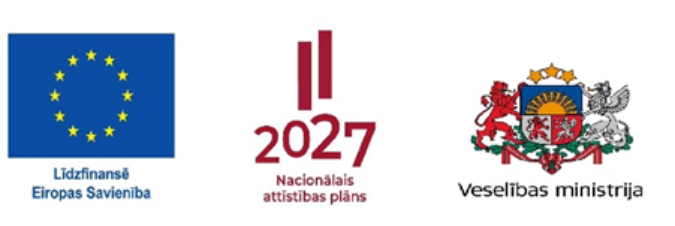 Līdzfinansē
Eiropas Savienība
2027
Nacionālais
attīstības plāns
Veselības ministrija